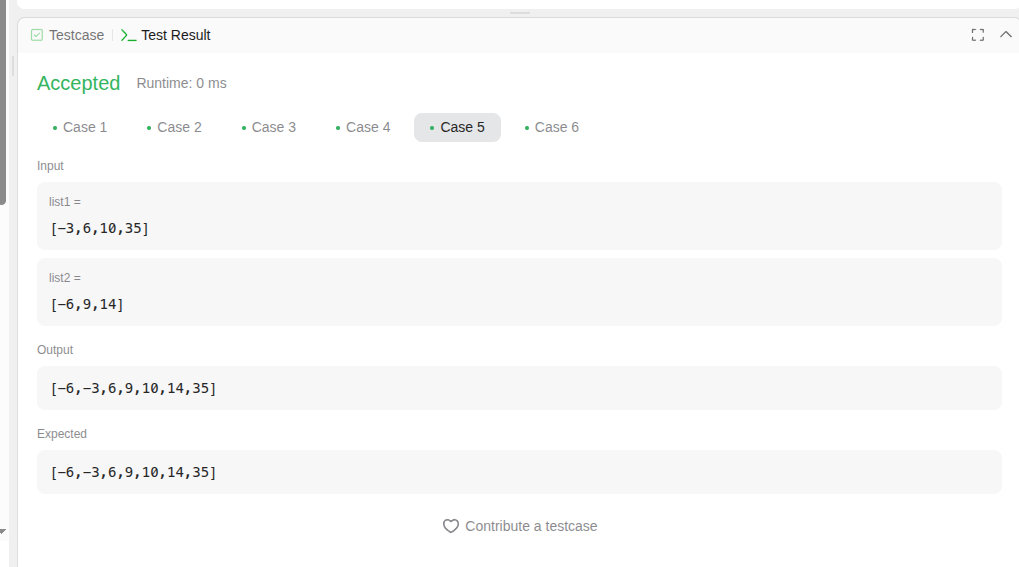 Testcase Test Result
Accepted Runtime: 0 ms
Case 1 Case 2 Case 3 Case 4 Case 5 Case 6
Input
list1 =
[−3,6,10,35]
list2 =
[−6,9,14]
Output
[−6,−3,6,9,10,14,35]
Expected
[−6,−3,6,9,10,14,35]
Contribute a testcase